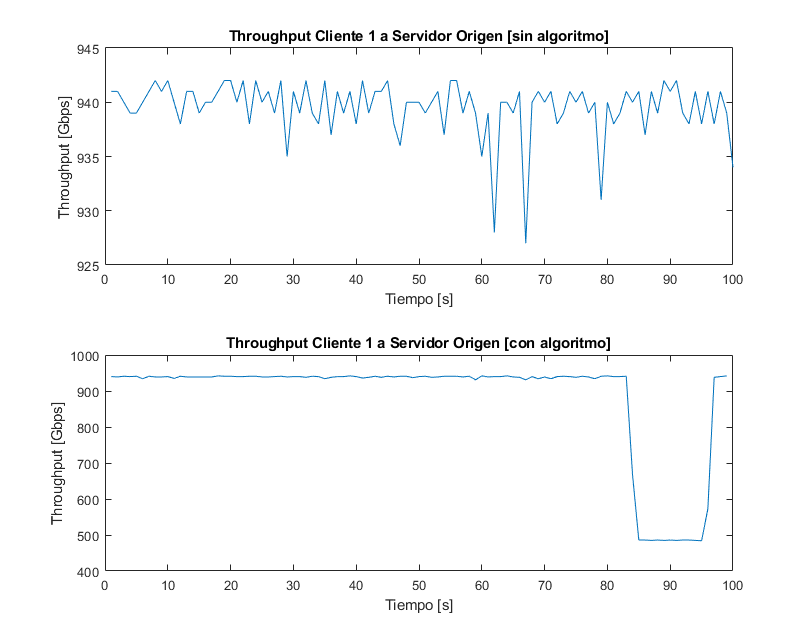 Throughput Cliente 1 a Servidor Origen [sin algoritmo]
945
940
935
930
925
Throughput [Gbps]
0 10 20 30 40 50 60 70 80 90 100
Tiempo [s]
Throughput Cliente 1 a Servidor Origen [con algoritmo]
1000
900
800
700
600
500
400
Throughput [Gbps]
0 10 20 30 40 50 60 70 80 90 100
Tiempo [s]